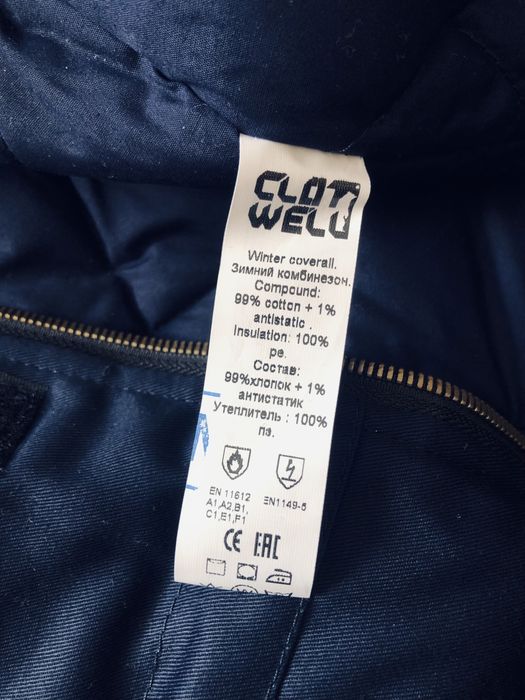 CLOT
WELD
Winter coverall.
Зимний комбинезон.
Compound:
99% cotton + 1%
antistatic .
Insulation: 100%
pe.
Состав:
99%хлопок + 1%
антистатик
Утеплитель : 100%
пэ.
EN 11612
A1,A2,B1,
C1,E1,F1
EN1149-5
CE EAC